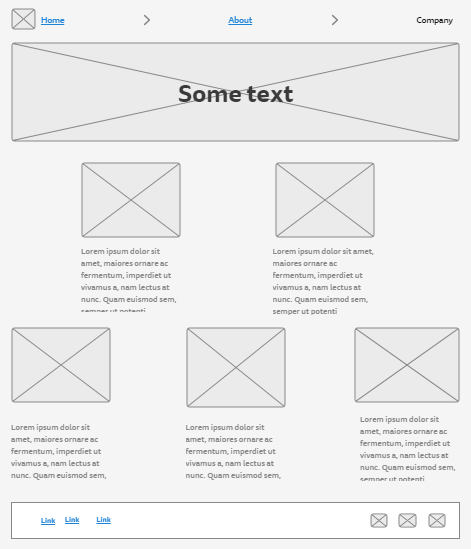 Home
About
Company
Some text
Lorem ipsum dolor sit
amet, maiores ornare ac
fermentum, imperdiet ut
vivamus a, nam lectus at
nunc. Quam euismod sem,
semper ut potenti
Lorem ipsum dolor sit amet,
maiores ornare ac
fermentum, imperdiet ut
vivamus a, nam lectus at
nunc. Quam euismod sem,
semper ut potenti
Lorem ipsum dolor sit
amet, maiores ornare ac
fermentum, imperdiet ut
vivamus a, nam lectus at
nunc. Quam euismod sem,
Lorem ipsum dolor sit
amet, maiores ornare ac
fermentum, imperdiet ut
vivamus a, nam lectus at
nunc. Quam euismod sem,
Lorem ipsum dolor sit
amet, maiores ornare ac
fermentum, imperdiet ut
vivamus a, nam lectus at
nunc. Quam euismod sem,
semper ut potenti
Link
Link
Link